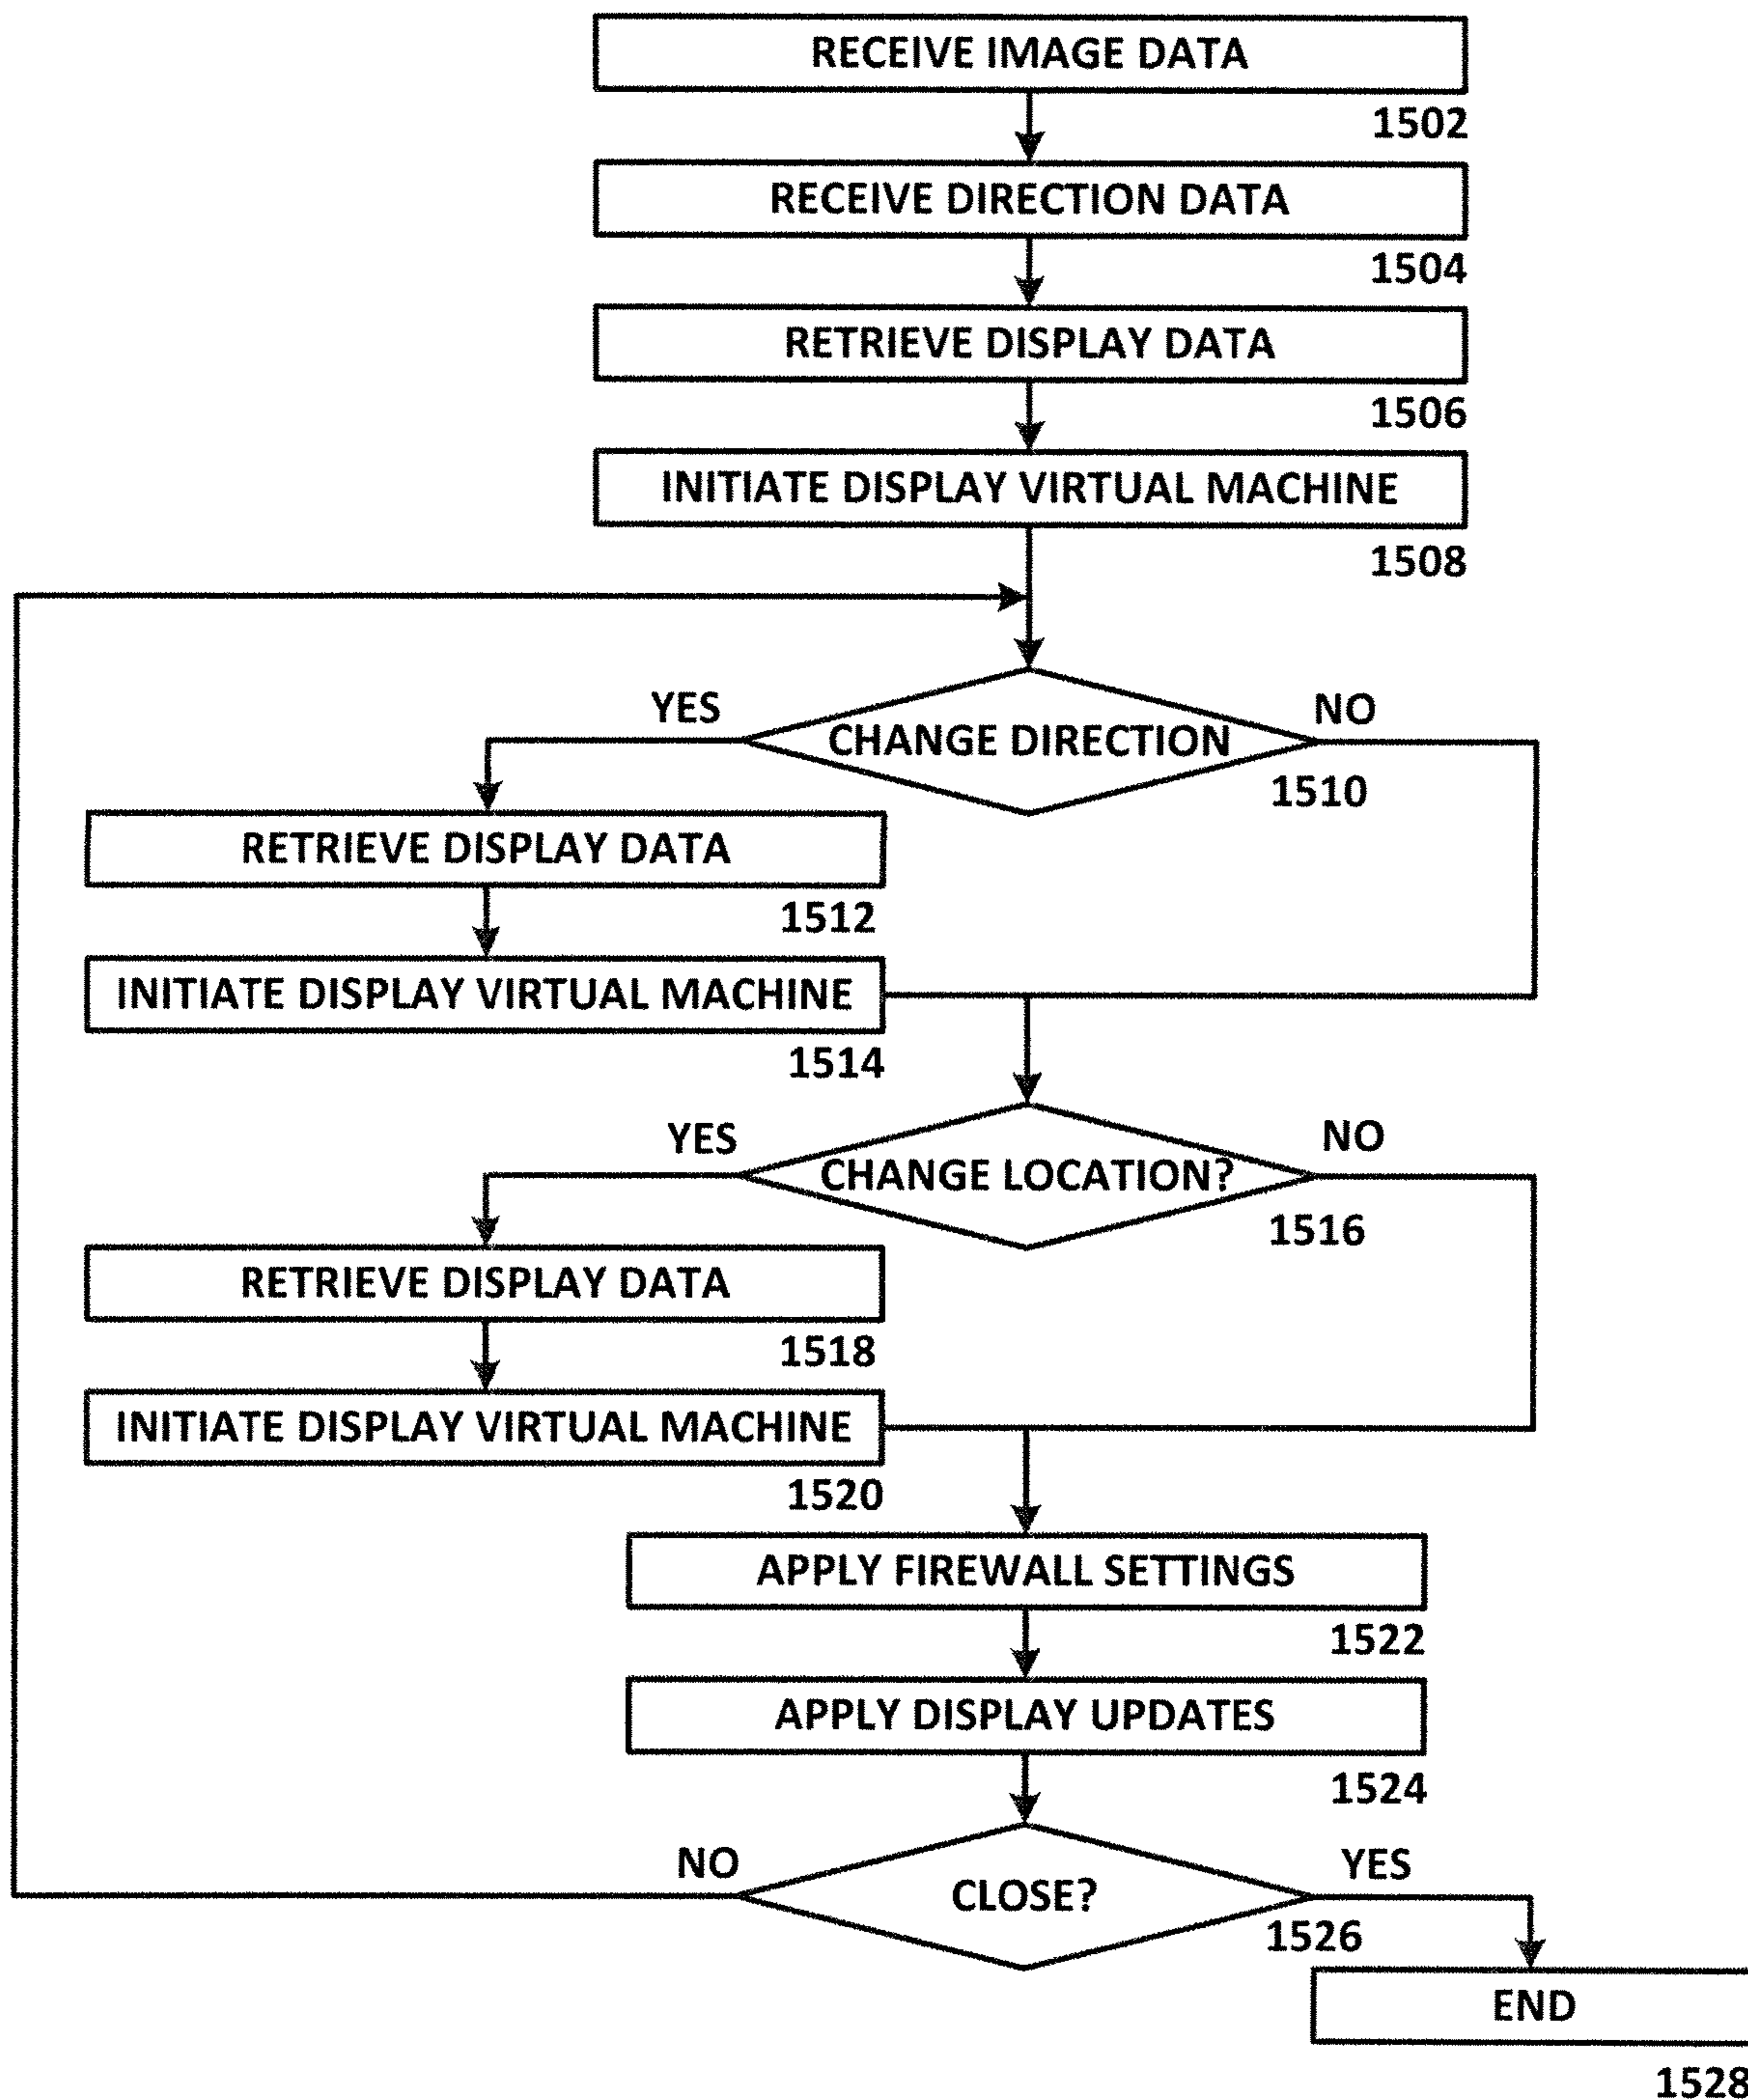 RECEIVE IMAGE DATA
1502
RECEIVE DIRECTION DATA
1504
RETRIEVE DISPLAY DATA
1506
INITIATE DISPLAY VIRTUAL MACHINE
1508
YES
NO
CHANGE DIRECTION
1510
RETRIEVE DISPLAY DATA
1512
INITIATE DISPLAY VIRTUAL MACHINE
1514
YES
NO
CHANGE LOCATION?
1516
RETRIEVE DISPLAY DATA
1518
INITIATE DISPLAY VIRTUAL MACHINE
1520
APPLY FIREWALL SETTINGS
1522
APPLY DISPLAY UPDATES
1524
NO
YES
CLOSE?
1526
END
1528